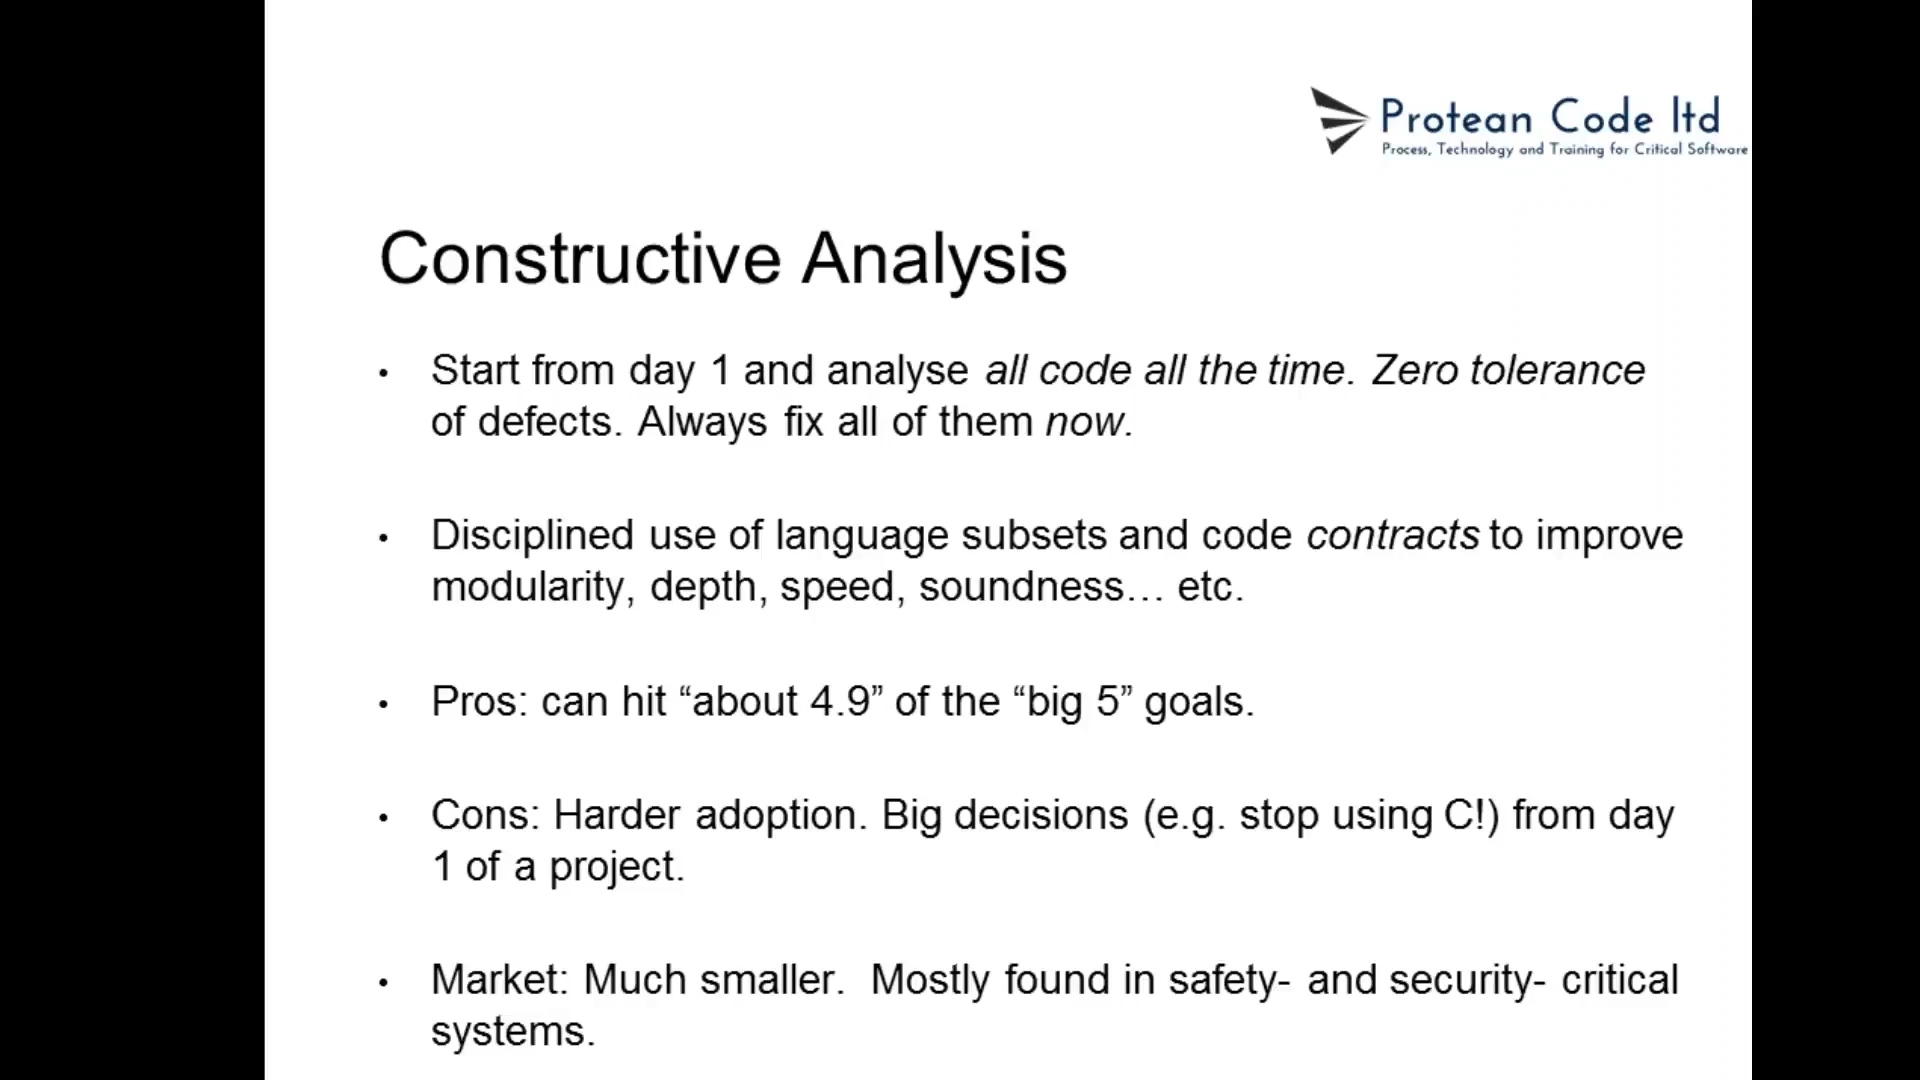 Protean Code ltd
Process, Technology and Training for Critical Software
Constructive Analysis
• Start from day 1 and analyse all code all the time. Zero tolerance
of defects. Always fix all of them now.
• Disciplined use of language subsets and code contracts to improve
modularity, depth, speed, soundness… etc.
• Pros: can hit “about 4.9” of the “big 5” goals.
• Cons: Harder adoption. Big decisions (e.g. stop using C!) from day
1 of a project.
• Market: Much smaller. Mostly found in safety- and security- critical
systems.